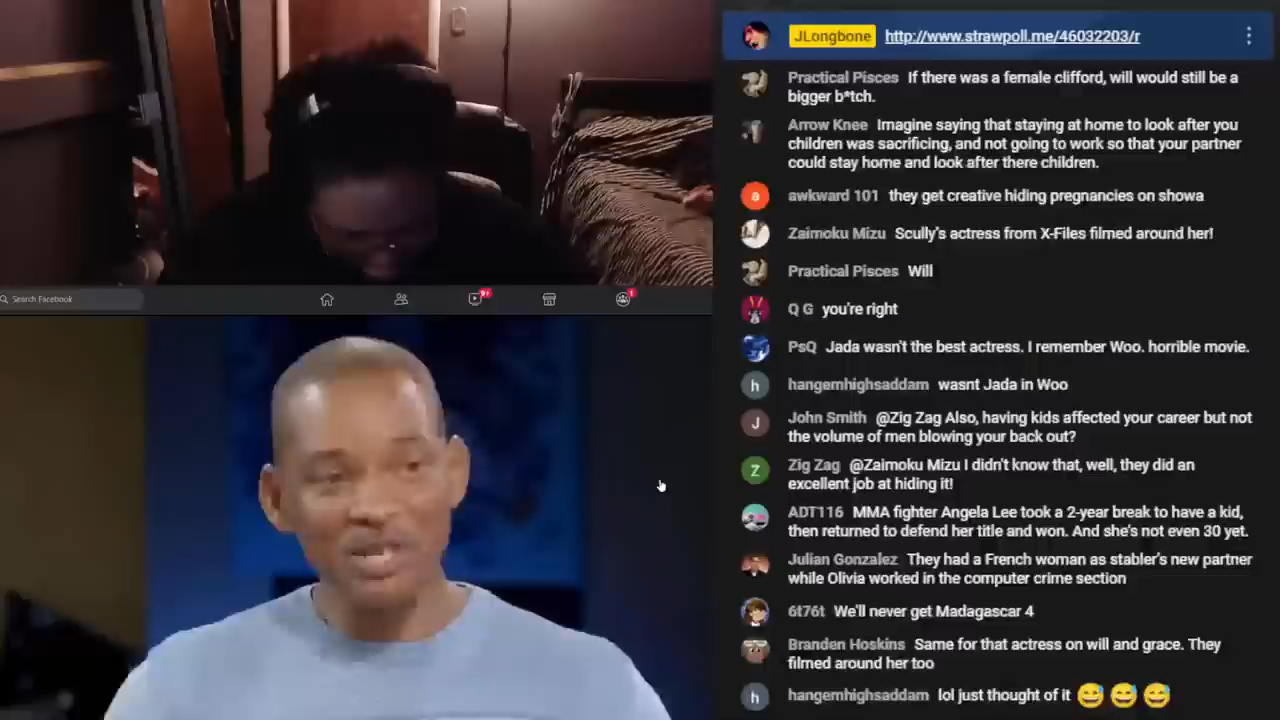 JLongbone http://www.strawpoll.me/46032203/r
Practical Pisces If there was a female clifford, will would still be a
bigger b*tch.
Arrow Knee Imagine saying that staying at home to look after you
children was sacrificing, and not going to work so that your partner
could stay home and look after there children.
a awkward 101 they get creative hiding pregnancies on showa
Zaimoku Mizu Scully's actress from X-Files filmed around her!
Practical Pisces Will
Search Facebook
9+
1
Q G you're right
PsQ Jada wasn't the best actress. I remember Woo. horrible movie.
h hangemhighsaddam wasnt Jada in Woo
J John Smith @Zig Zag Also, having kids affected your career but not
the volume of men blowing your back out?
Z Zig Zag @Zaimoku Mizu I didn't know that, well, they did an
excellent job at hiding it!
ADT116 MMA fighter Angela Lee took a 2-year break to have a kid,
then returned to defend her title and won. And she's not even 30 yet.
Julian Gonzalez They had a French woman as stabler's new partner
while Olivia worked in the computer crime section
6t76t We'll never get Madagascar 4
Branden Hoskins Same for that actress on will and grace. They
filmed around her too
h hangemhighsaddam lol just thought of it 😅 😅 😅